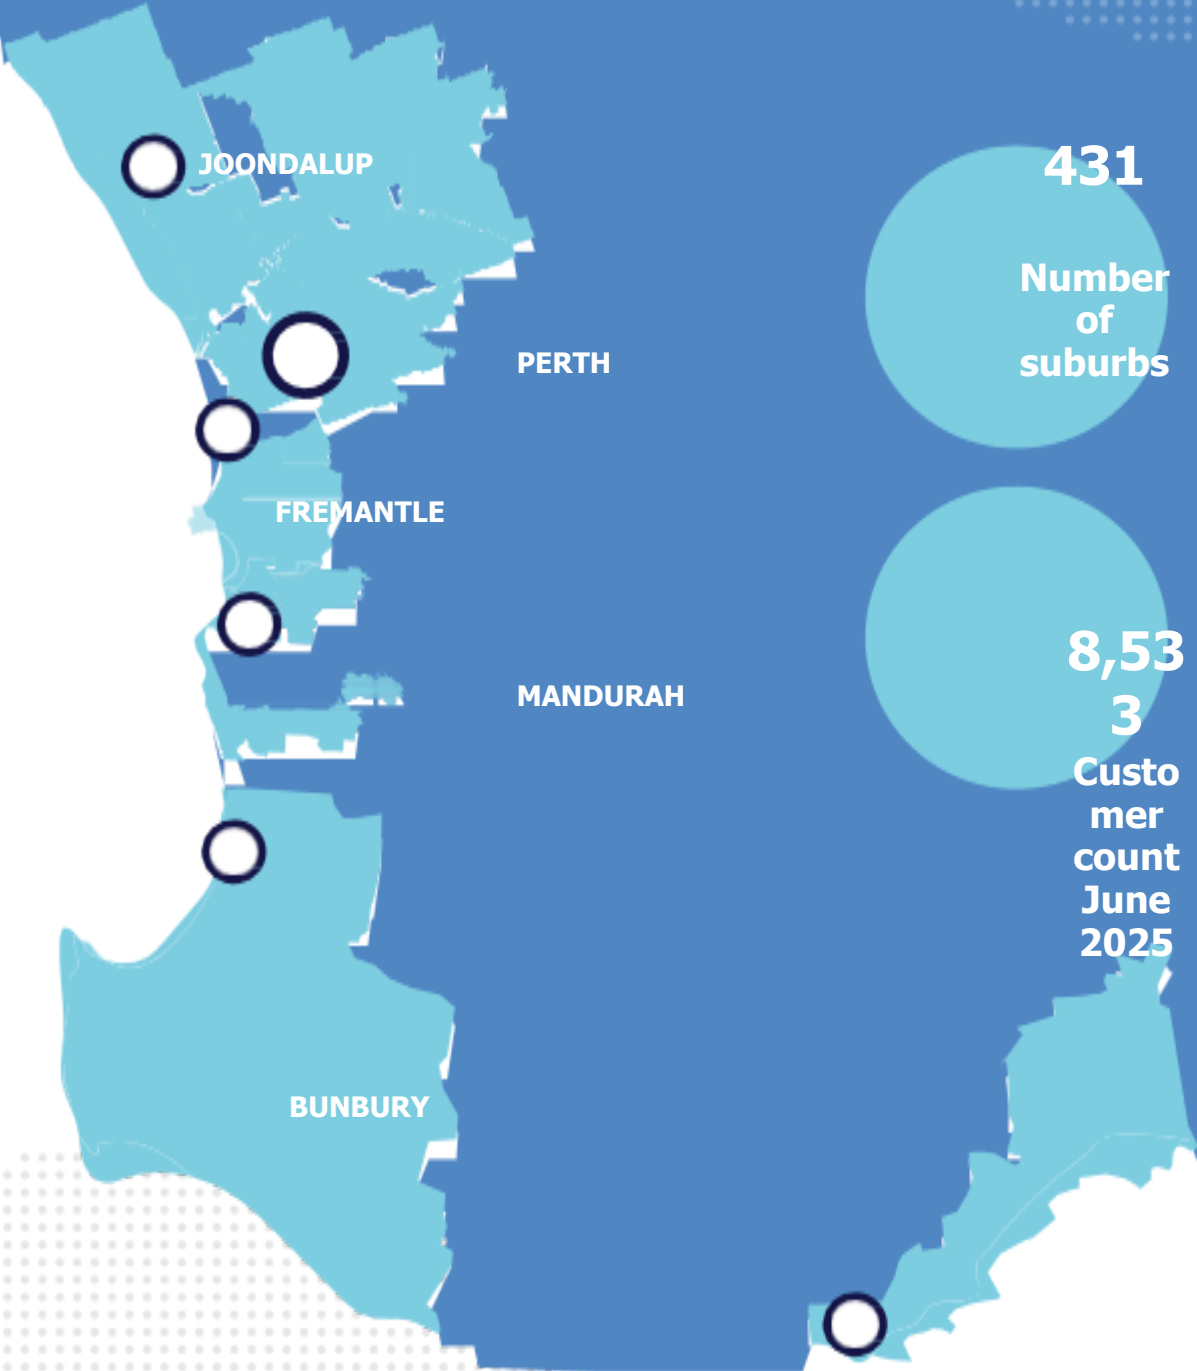 JOONDALUP
431
Number
of
suburbs
PERTH
FREMANTLE
8,53
3
MANDURAH
Custo
mer
count
June
2025
BUNBURY